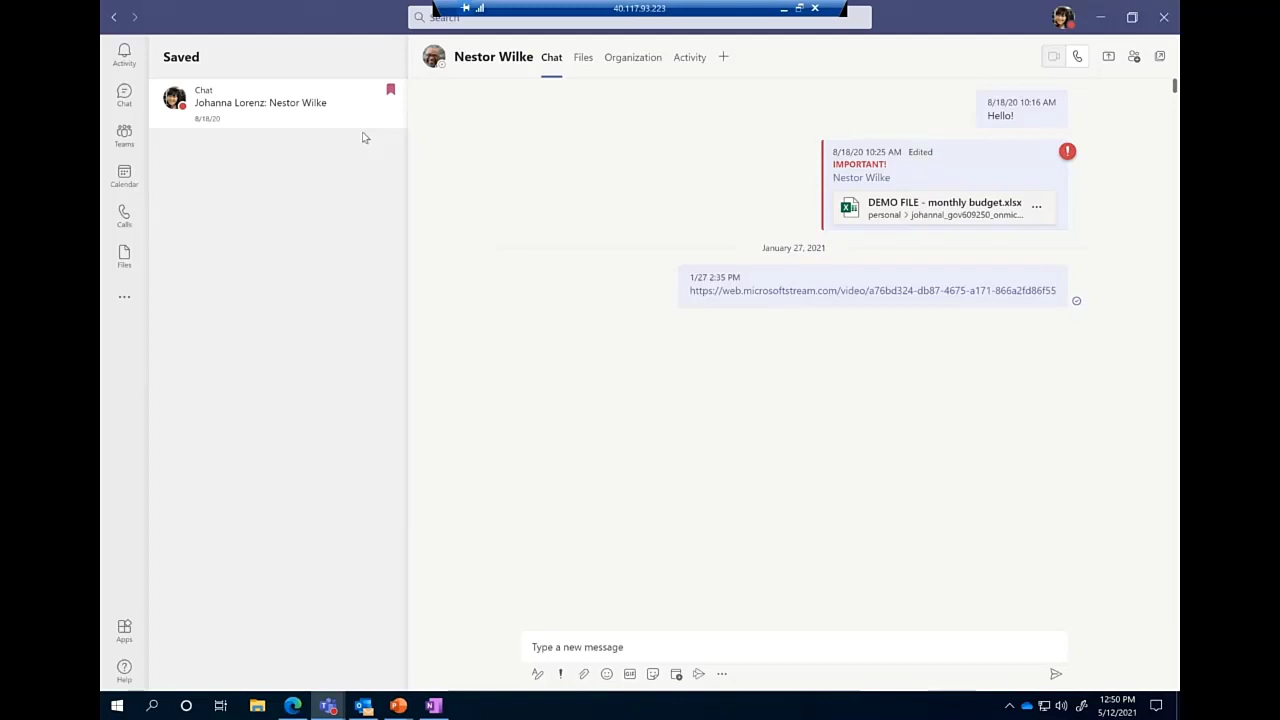 40.117.93.223
Search
Activity
Chat
Teams
Calendar
Calls
Files
Apps
Help
Saved
Chat
Johanna Lorenz: Nestor Wilke
8/18/20
Nestor Wilke Chat Files Organization Activity
8/18/20 10:16 AM
Hello!
8/18/20 10:25 AM Edited
IMPORTANT!
Nestor Wilke
DEMO FILE - monthly budget.xlsx
personal > johannal_gov609250_onmic...
January 27, 2021
1/27 2:35 PM
https://web.microsoftstream.com/video/a76bd324-db87-4675-a171-866a2fd86f55
Type a new message
GIF
12:50 PM
5/12/2021